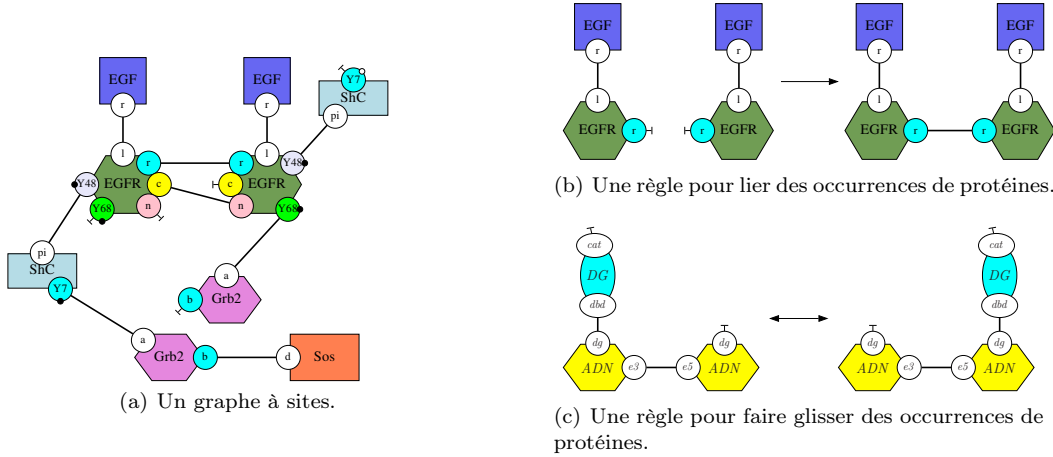 EGF
EGF
Y7
ShC
r
r
pi
l
l
r
r
Y48
Y48
EGFR
c
c
EGFR
Y68
n
n
Y68
pi
ShC
Y7
a
b
Grb2
a
Grb2
b
d
Sos
(a) Un graphe à sites.
EGF
EGF
EGF
EGF
r
r
r
r
l
l
l
l
EGFR
r
r
EGFR
EGFR
r
r
EGFR
(b) Une règle pour lier des occurrences de protéines.
cat
cat
DG
DG
dbd
dbd
dg
dg
dg
dg
ADN
e3
e5
ADN
ADN
e3
e5
ADN
(c) Une règle pour faire glisser des occurrences de
protéines.